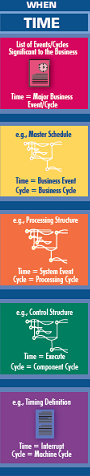 WHEN
TIME
List of Events/Cycles
Significant to the Business
Time = Major Business
Event/Cycle
e.g., Master Schedule
Time = Business Event
Cycle = Business Cycle
e.g., Processing Structure
Time = System Event
Cycle = Processing Cycle
e.g., Control Structure
Time = Execute
Cycle = Component Cycle
e.g., Timing Definition
Time = Interrupt
Cycle = Machine Cycle